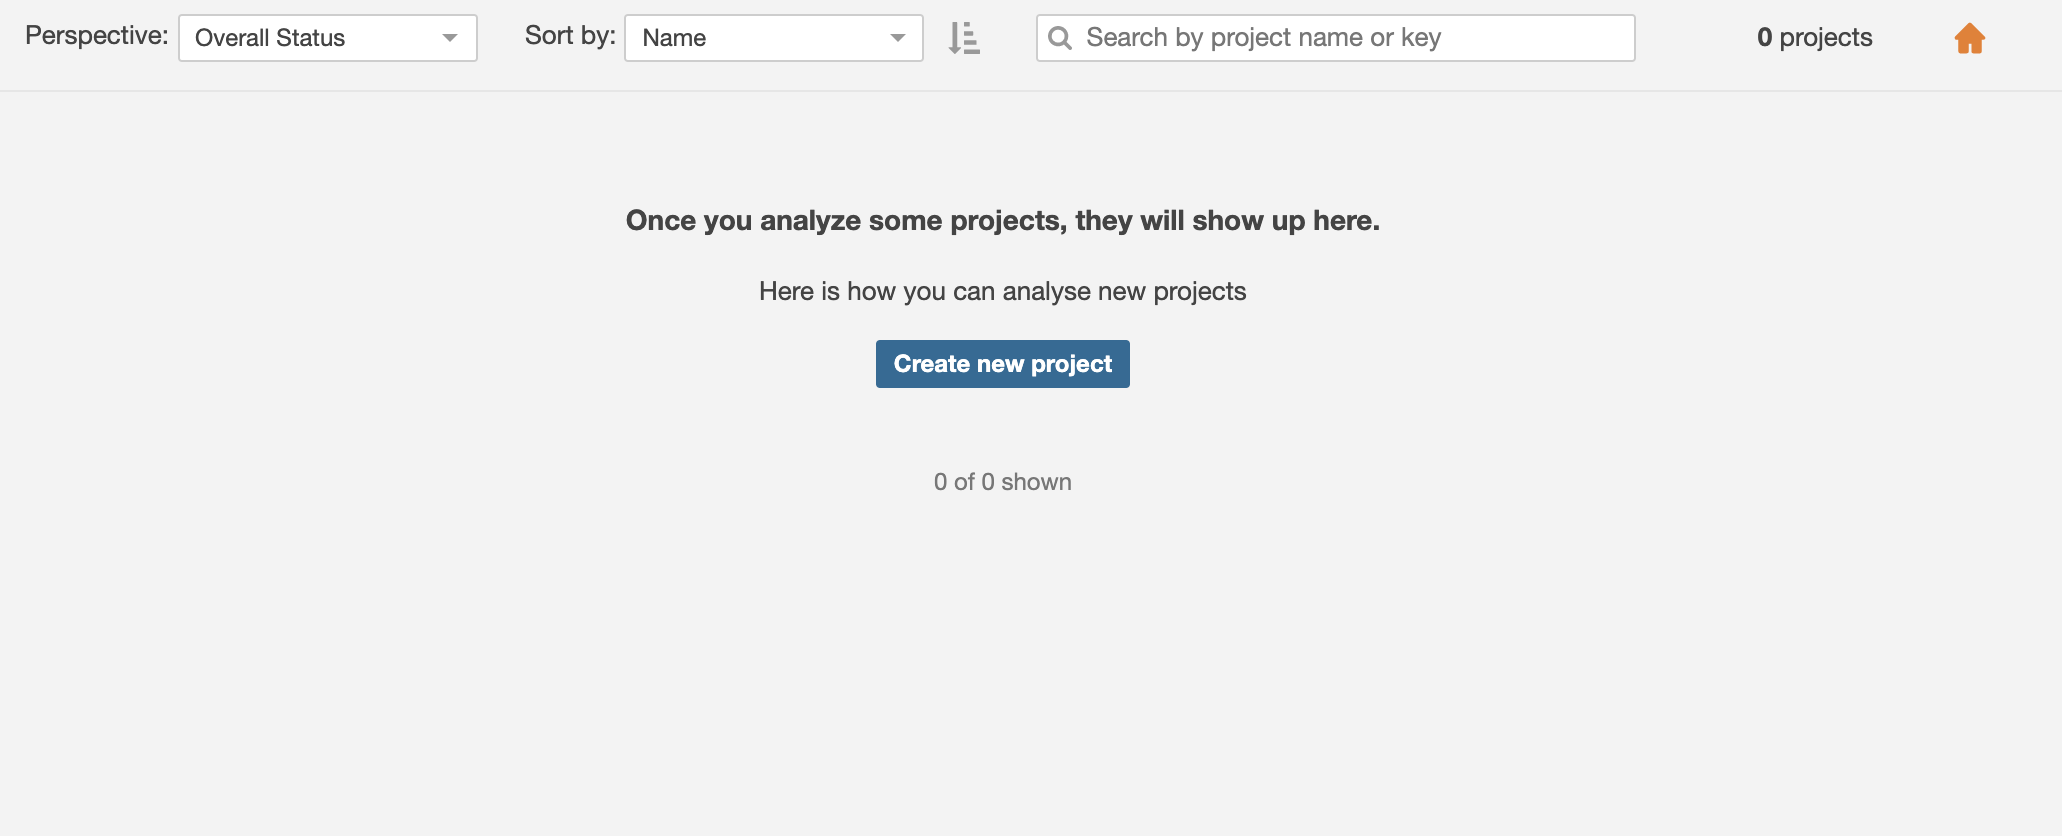 Perspective: Overall Status Sort by: Name Search by project name or key 0 projects
Once you analyze some projects, they will show up here.
Here is how you can analyse new projects
Create new project
0 of 0 shown